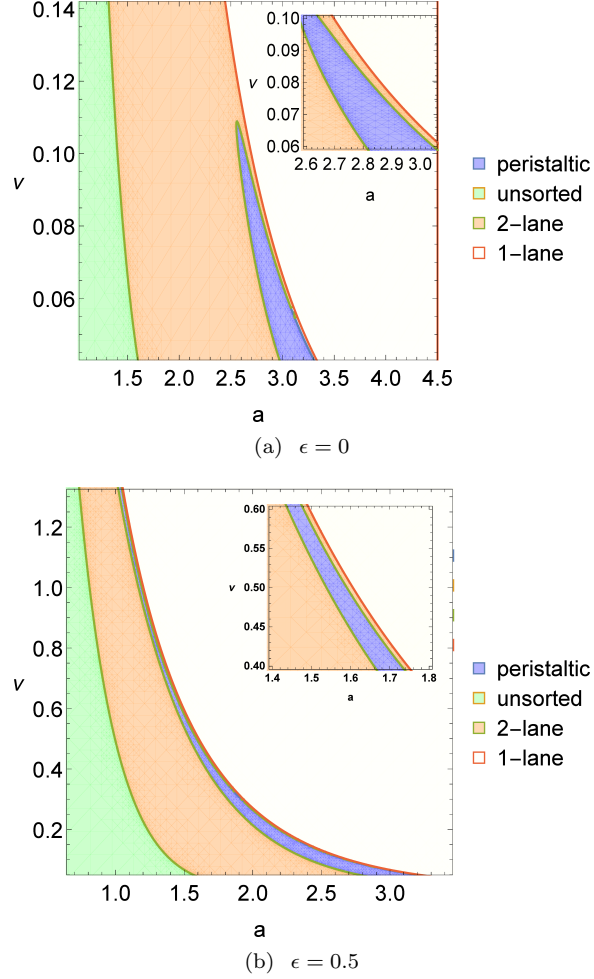 0.14
0.12
0.10
0.08
0.06
v
1.5 2.0 2.5 3.0 3.5 4.0 4.5
a
0.10
0.09
0.08
0.07
0.06
v
2.6 2.7 2.8 2.9 3.0
a
peristaltic
unsorted
2-lane
1-lane
(a) ϵ = 0
1.2
1.0
0.8
0.6
0.4
0.2
v
1.0 1.5 2.0 2.5 3.0
a
0.60
0.55
0.50
0.45
0.40
v
1.4 1.5 1.6 1.7 1.8
a
peristaltic
unsorted
2-lane
1-lane
(b) ϵ = 0.5